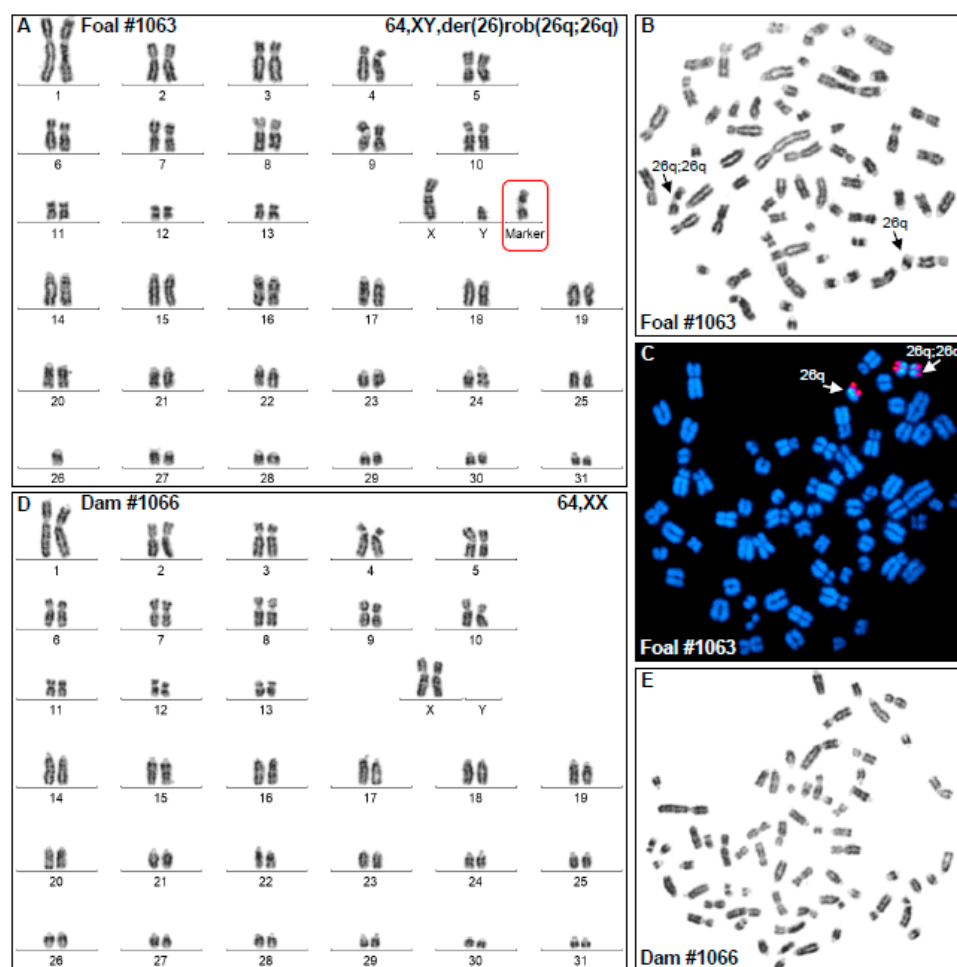 A Foal #1063 64,XY,der(26)rob(26q;26q)
1 2 3 4 5
6 7 8 9 10
11 12 13 X Y Marker
14 15 16 17 18 19
20 21 22 23 24 25
26 27 28 29 30 31
B
26q;26q
26q
Foal #1063
C
26q;26q
26q
Foal #1063
D Dam #1066 64,XX
1 2 3 4 5
6 7 8 9 10
11 12 13 X Y
14 15 16 17 18 19
20 21 22 23 24 25
26 27 28 29 30 31
E
Dam #1066